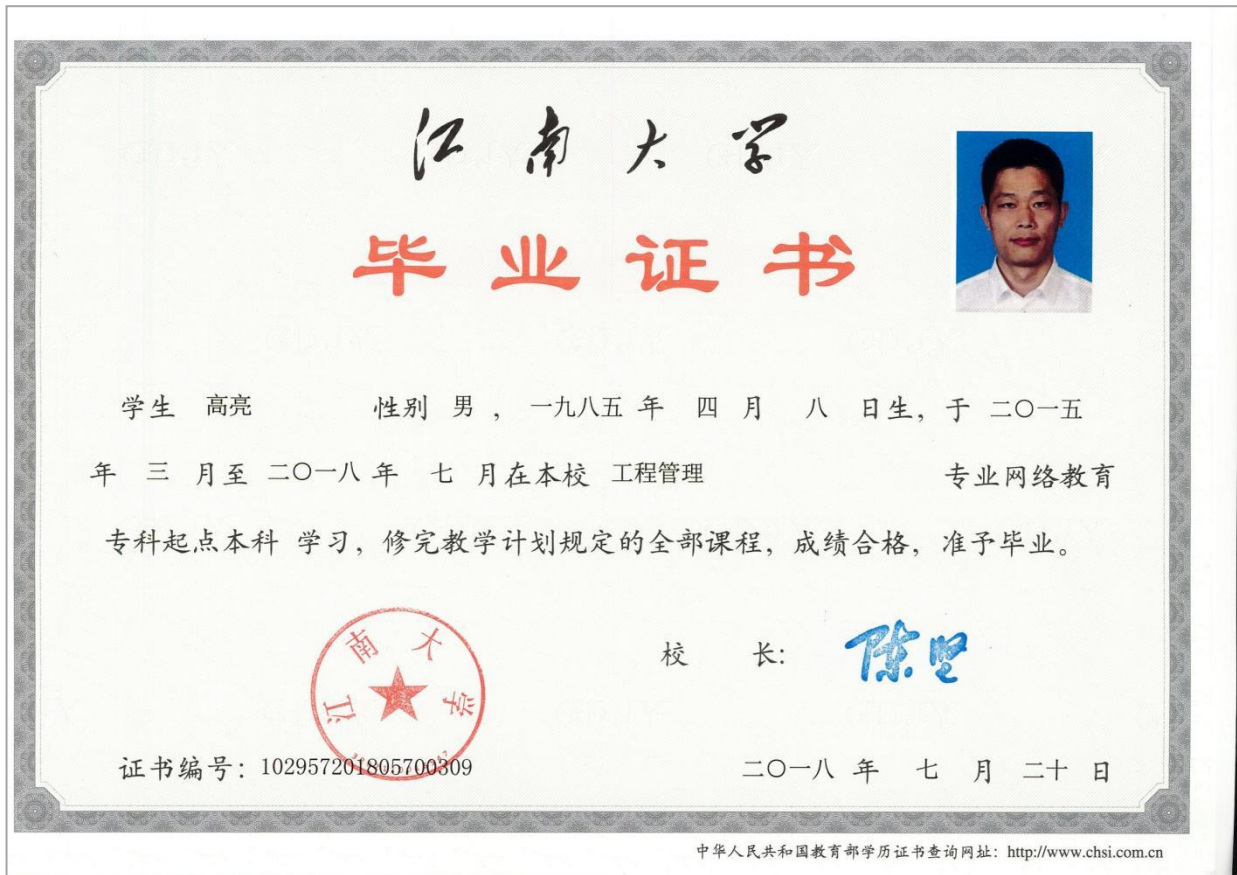 江南大学
毕业证书
学生 高亮 性别 男 ， 一九八五 年 四 月 八 日生，于 二〇一五
年 三 月至 二〇一八 年 七 月在本校 工程管理 专业网络教育
专科起点本科 学习，修完教学计划规定的全部课程，成绩合格，准予毕业。
江南大学
校 长：陈坚
证书编号：102957201805700309
二〇一八 年 七 月 二十 日
中华人民共和国教育部学历证书查询网址：http://www.chsi.com.cn